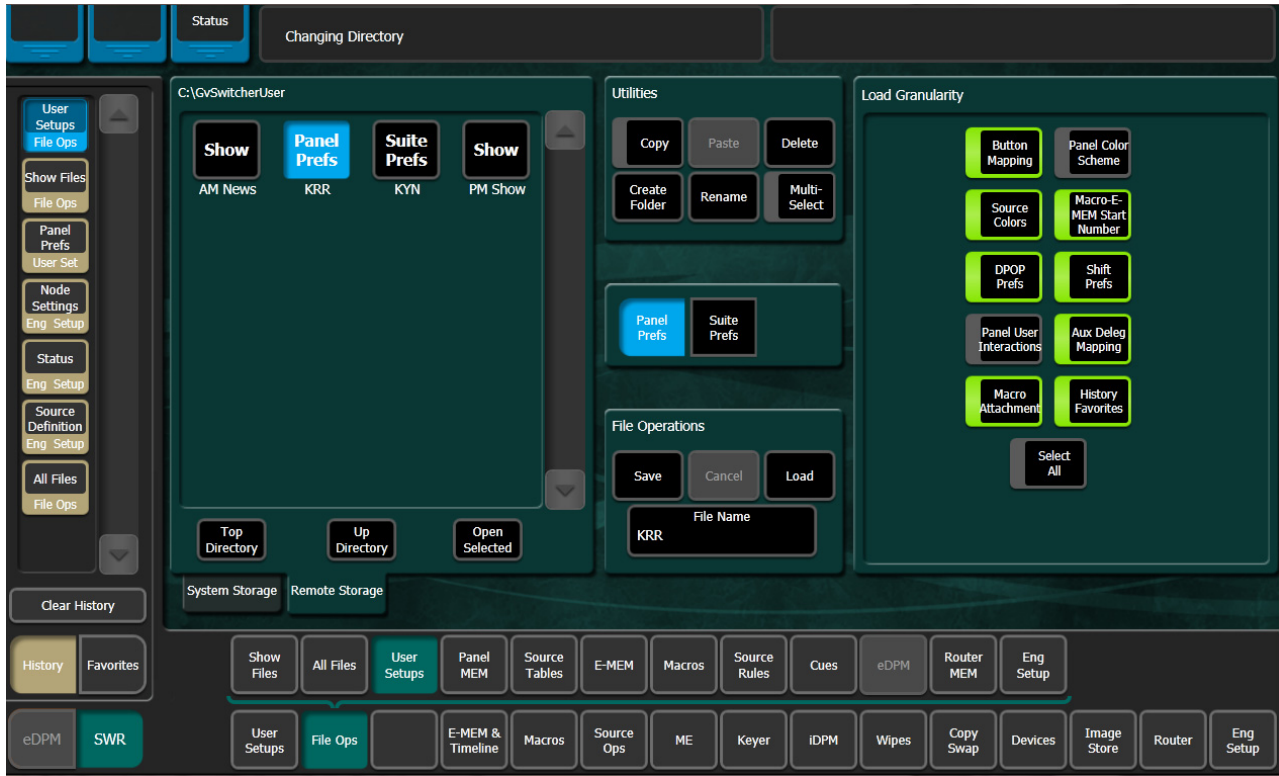 Status
Changing Directory
User
Setups
File Ops
Show Files
File Ops
Panel
Prefs
User Set
Node
Settings
Eng Setup
Status
Eng Setup
Source
Definition
Eng Setup
All Files
File Ops
Clear History
History
Favorites
eDPM
SWR
C:\GvSwitcherUser
Show
AM News
Panel
Prefs
KRR
Suite
Prefs
KYN
Show
PM Show
Top
Directory
Up
Directory
Open
Selected
System Storage
Remote Storage
Utilities
Copy
Paste
Delete
Create
Folder
Rename
Multi-
Select
Panel
Prefs
Suite
Prefs
File Operations
Save
Cancel
Load
File Name
KRR
Load Granularity
Button
Mapping
Panel Color
Scheme
Source
Colors
Macro-E-
MEM Start
Number
DPOP
Prefs
Shift
Prefs
Panel User
Interactions
Aux Deleg
Mapping
Macro
Attachment
History
Favorites
Select
All
Show
Files
All Files
User
Setups
Panel
MEM
Source
Tables
E-MEM
Macros
Source
Rules
Cues
eDPM
Router
MEM
Eng
Setup
User
Setups
File Ops
E-MEM &
Timeline
Macros
Source
Ops
ME
Keyer
iDPM
Wipes
Copy
Swap
Devices
Image
Store
Router
Eng
Setup